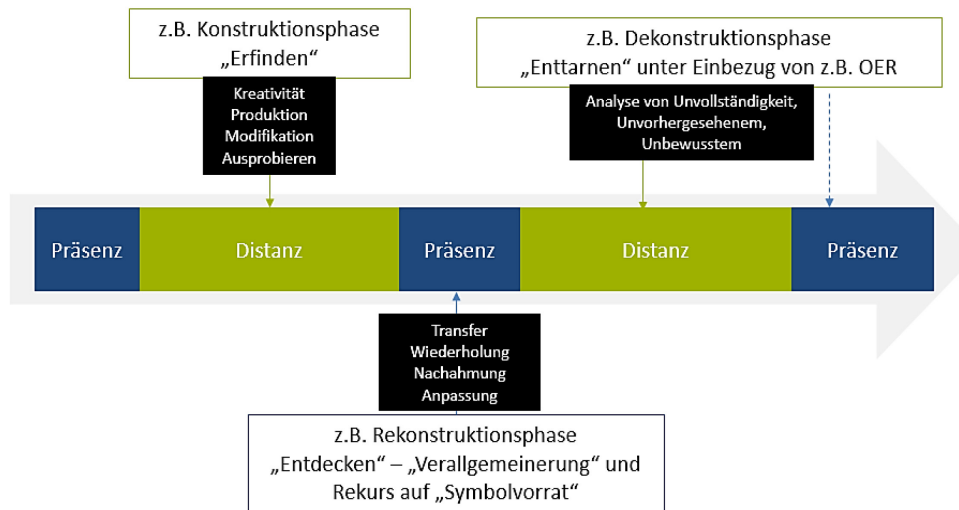 z.B. Konstruktionsphase
„Erfinden“
z.B. Dekonstruktionsphase
„Enttarnen“ unter Einbezug von z.B. OER
Kreativität
Produktion
Modifikation
Ausprobieren
Analyse von Unvollständigkeit,
Unvorhergesehenem,
Unbewusstem
Präsenz
Distanz
Präsenz
Distanz
Präsenz
Transfer
Wiederholung
Nachahmung
Anpassung
z.B. Rekonstruktionsphase
„Entdecken“ – „Verallgemeinerung“ und
Rekurs auf „Symbolvorrat“